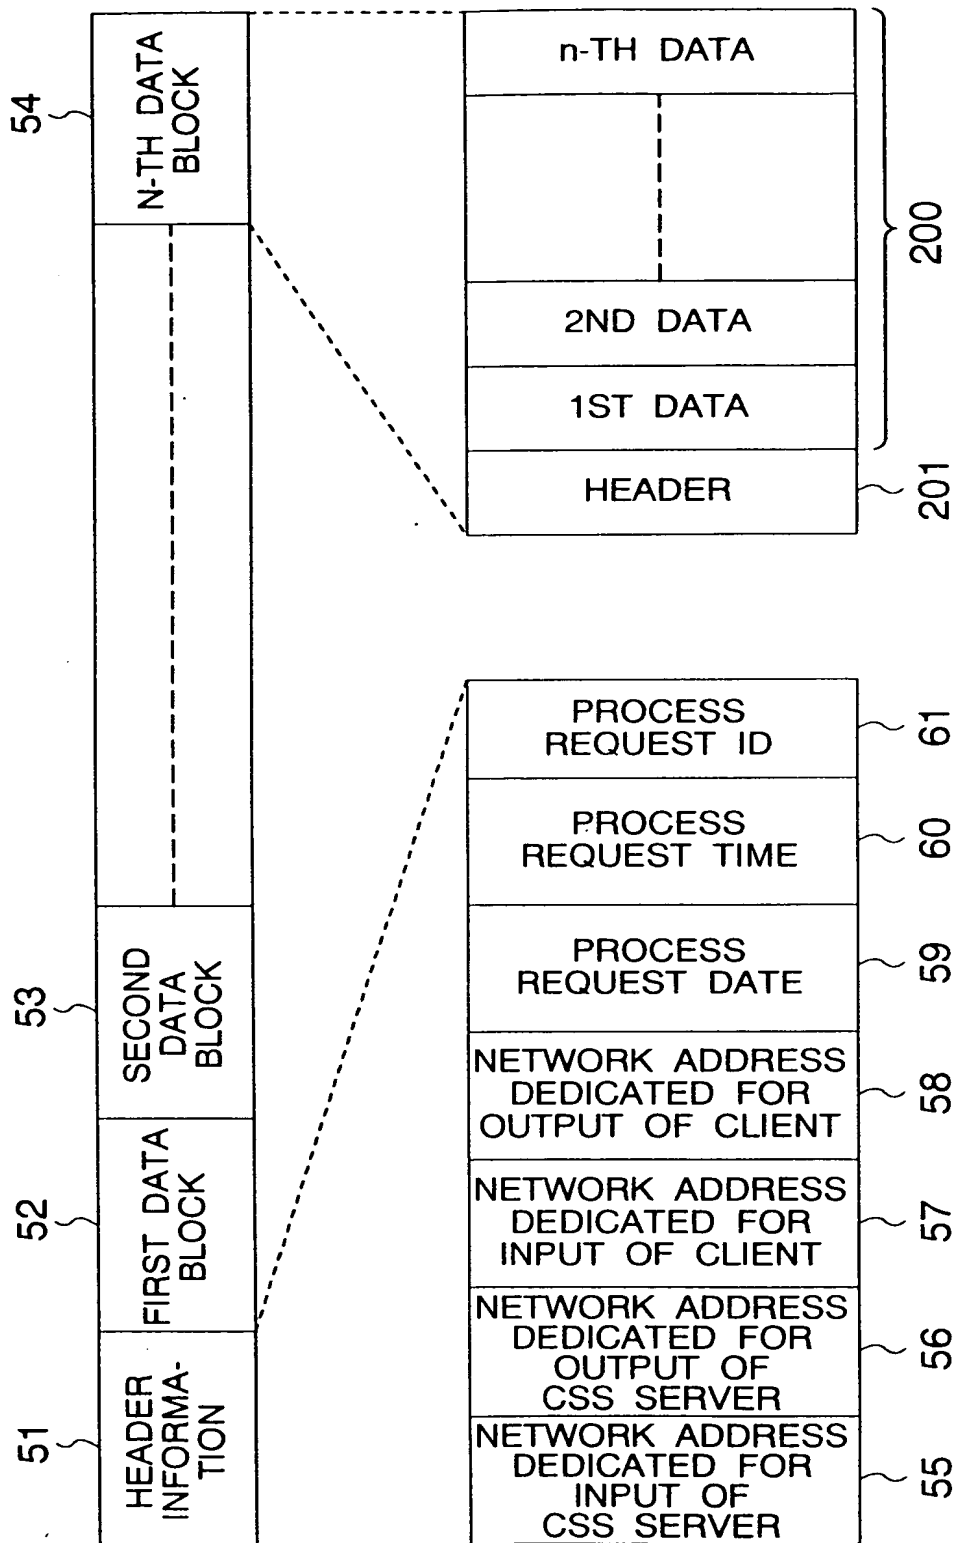 51
HEADER
INFORMA-
TION
52
FIRST DATA
BLOCK
53
SECOND
DATA
BLOCK
54
N-TH DATA
BLOCK
n-TH DATA
2ND DATA
1ST DATA
HEADER
200
201
PROCESS
REQUEST ID
61
PROCESS
REQUEST TIME
60
PROCESS
REQUEST DATE
59
NETWORK ADDRESS
DEDICATED FOR
OUTPUT OF CLIENT
58
NETWORK ADDRESS
DEDICATED FOR
INPUT OF CLIENT
57
NETWORK ADDRESS
DEDICATED FOR
OUTPUT OF
CSS SERVER
56
NETWORK ADDRESS
DEDICATED FOR
INPUT OF
CSS SERVER
55